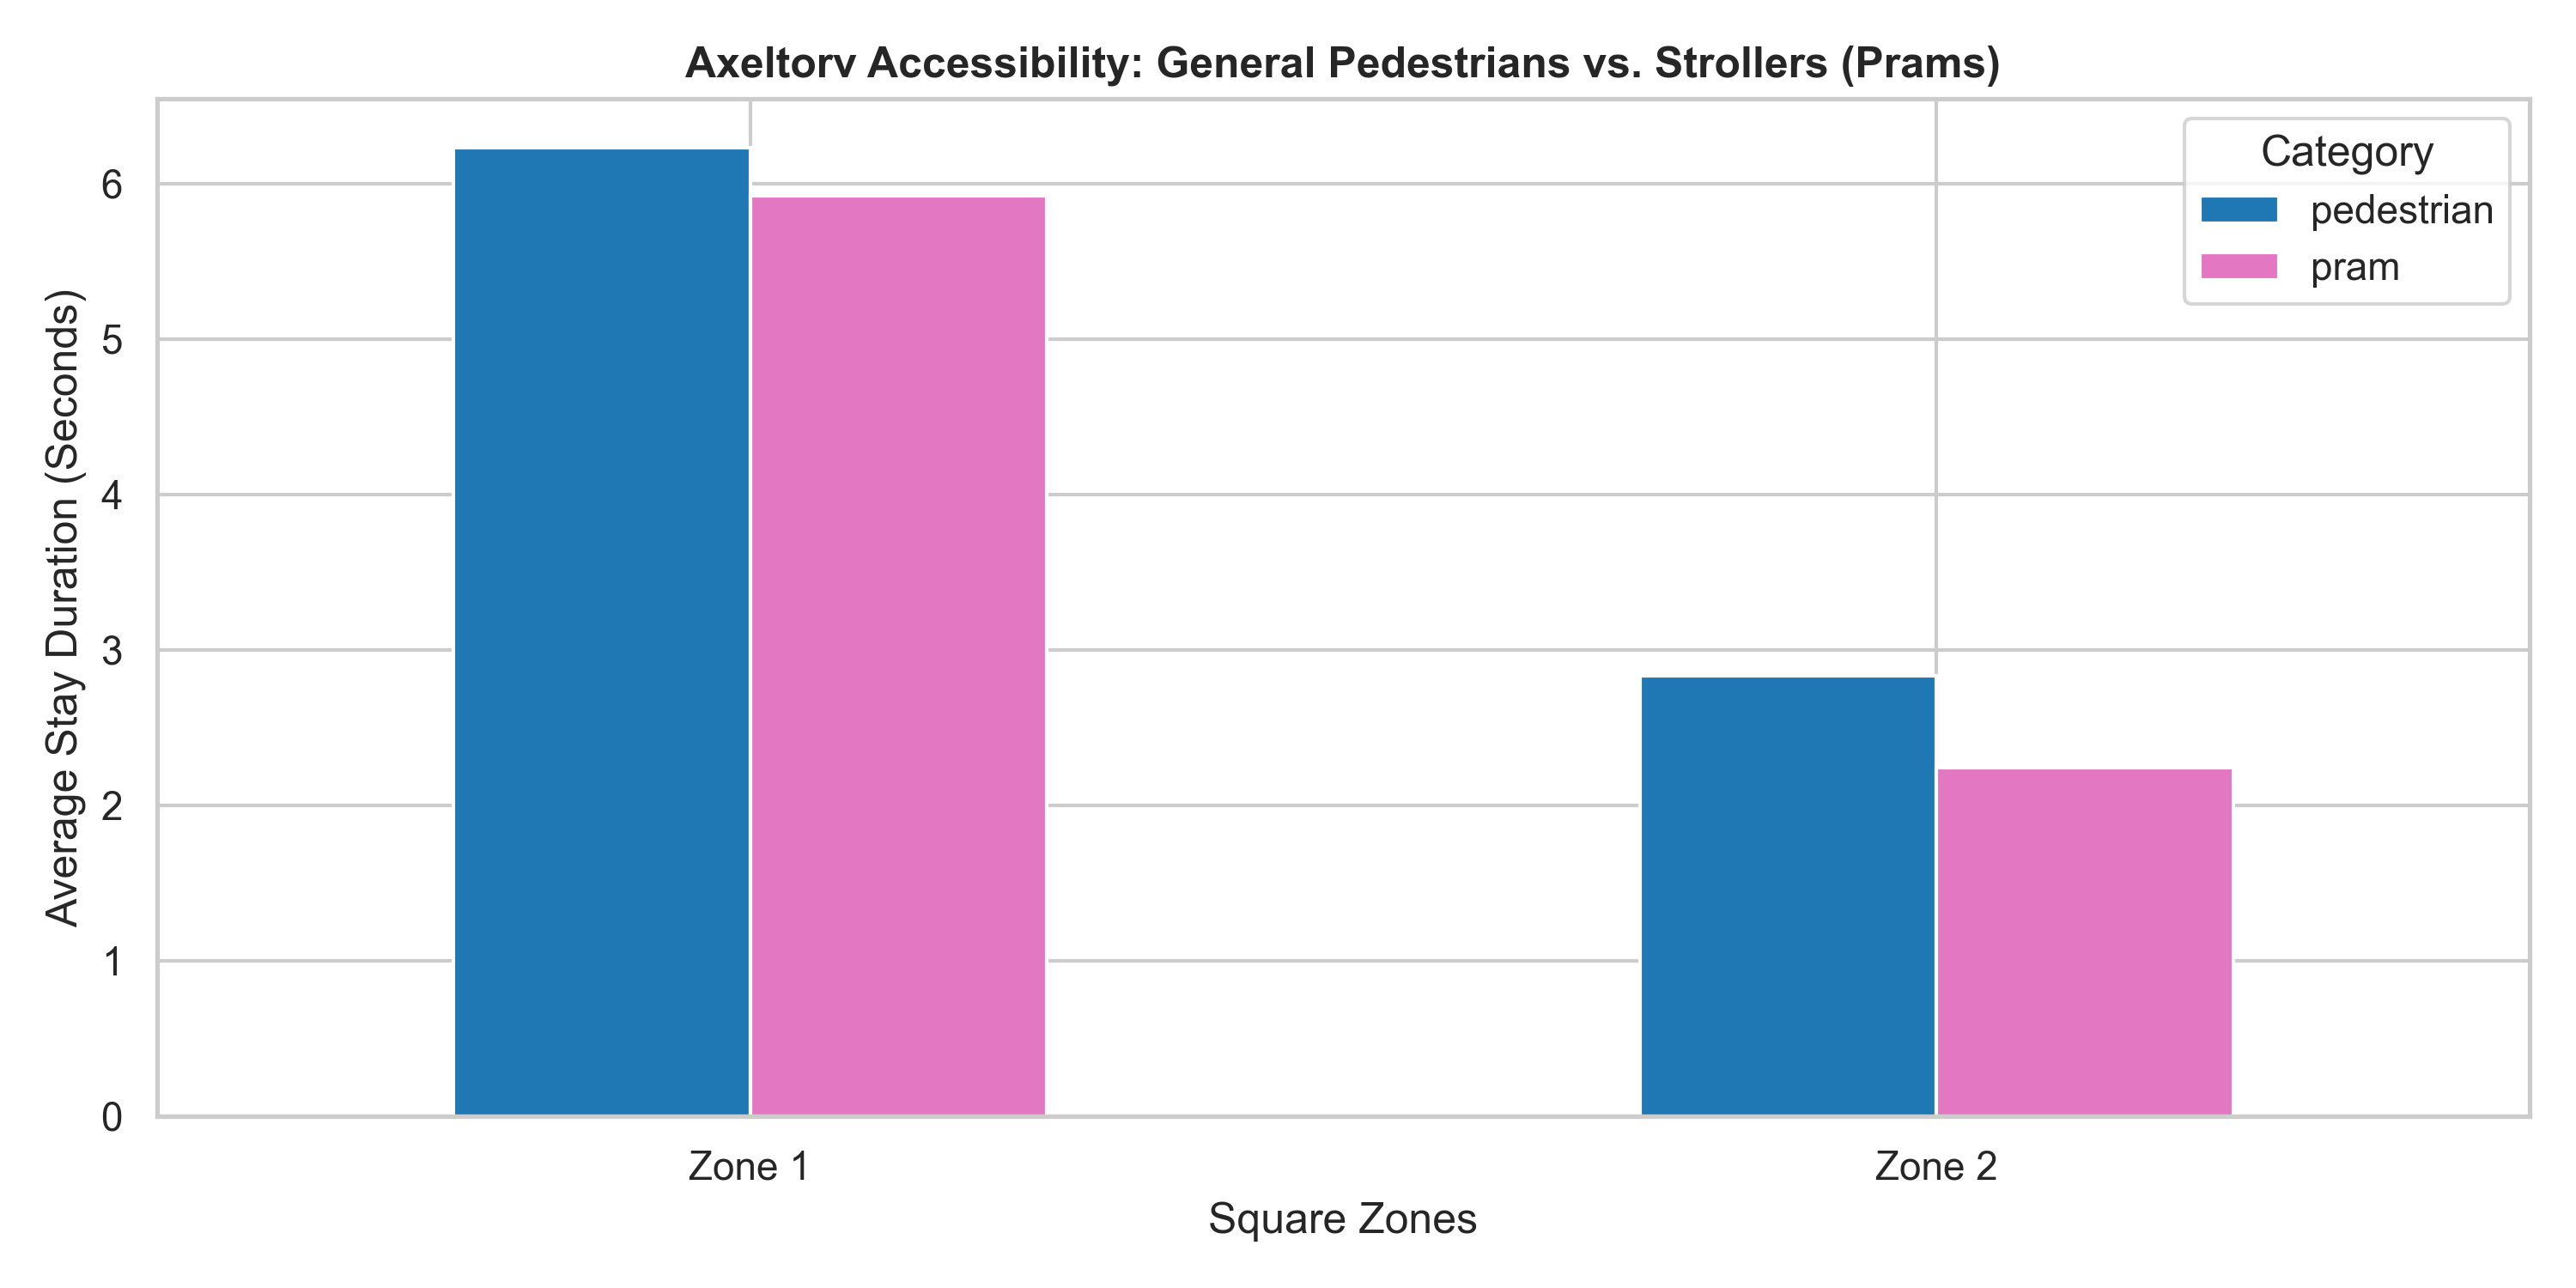 Axeltorv Accessibility: General Pedestrians vs. Strollers (Prams)
Category
pedestrian
pram
Average Stay Duration (Seconds)
6
5
4
3
2
1
0
Zone 1
Zone 2
Square Zones